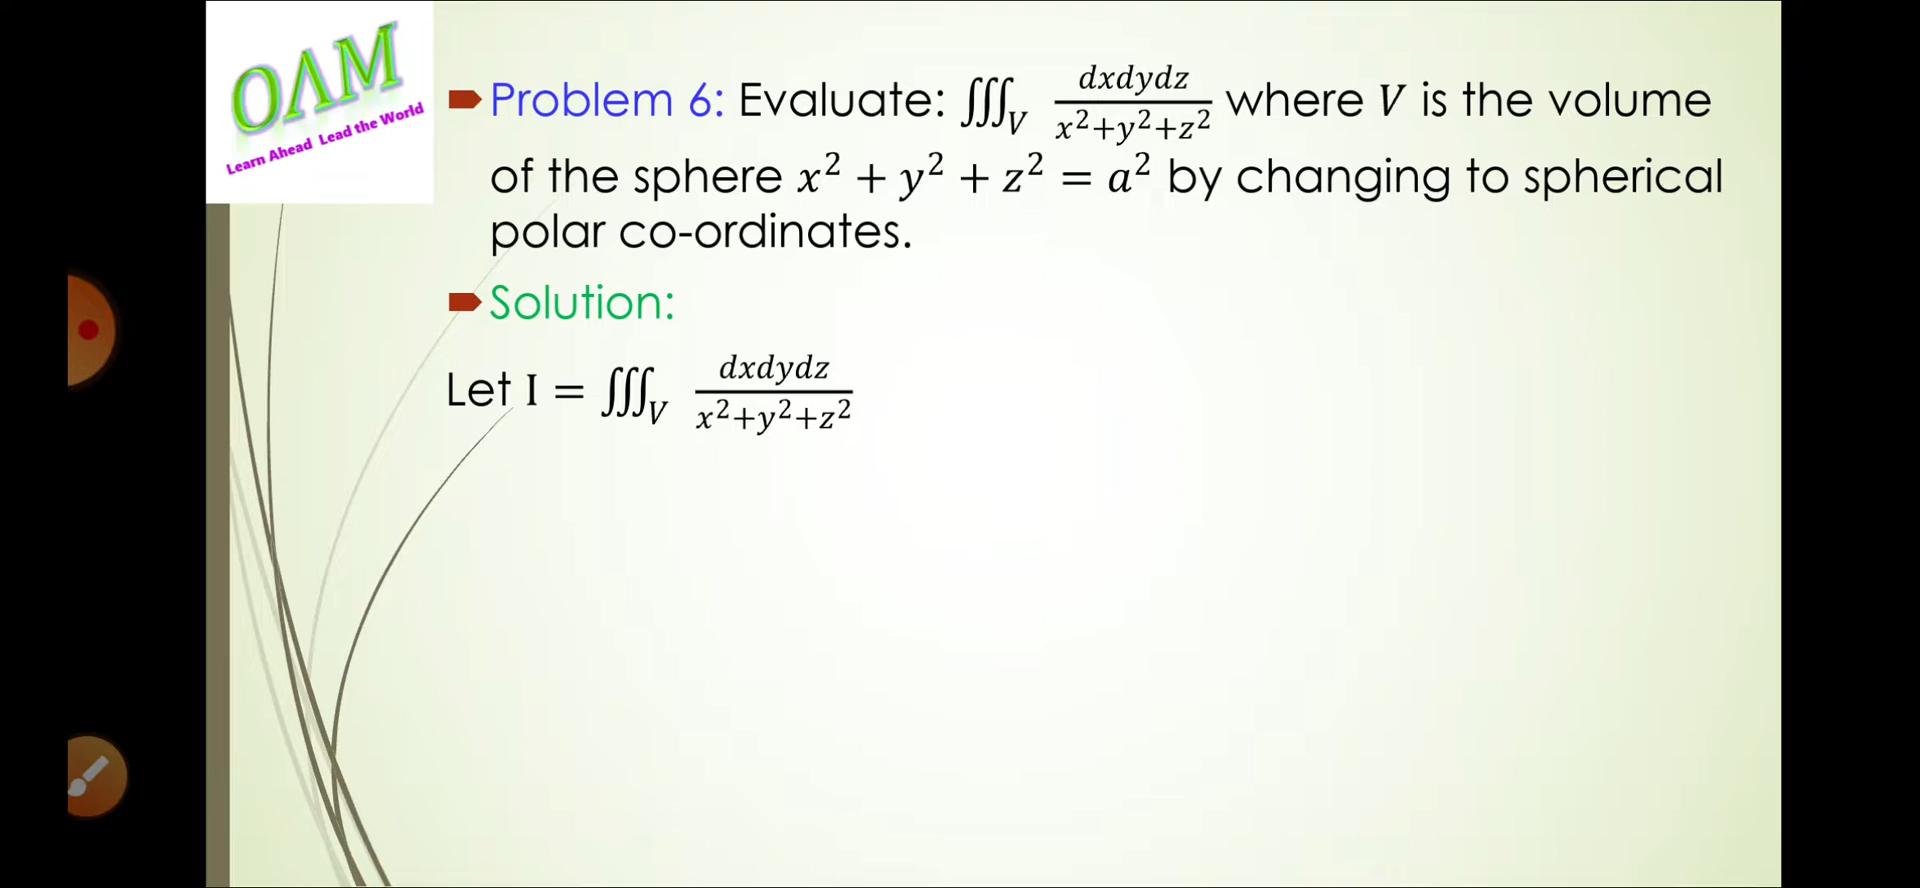 OAM
Learn Ahead Lead the World
Problem 6: Evaluate: ∭_V dxdydz/(x²+y²+z²) where V is the volume
of the sphere x² + y² + z² = a² by changing to spherical
polar co-ordinates.
Solution:
Let I = ∭_V dxdydz/(x²+y²+z²)